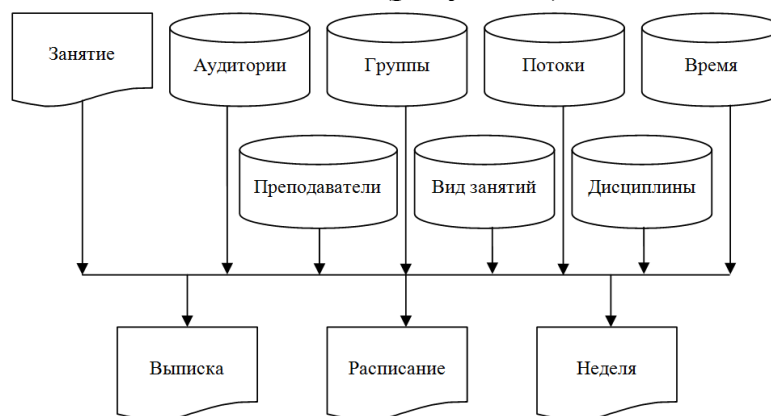 Занятие
Аудитории
Группы
Потоки
Время
Преподаватели
Вид занятий
Дисциплины
Выписка
Расписание
Неделя